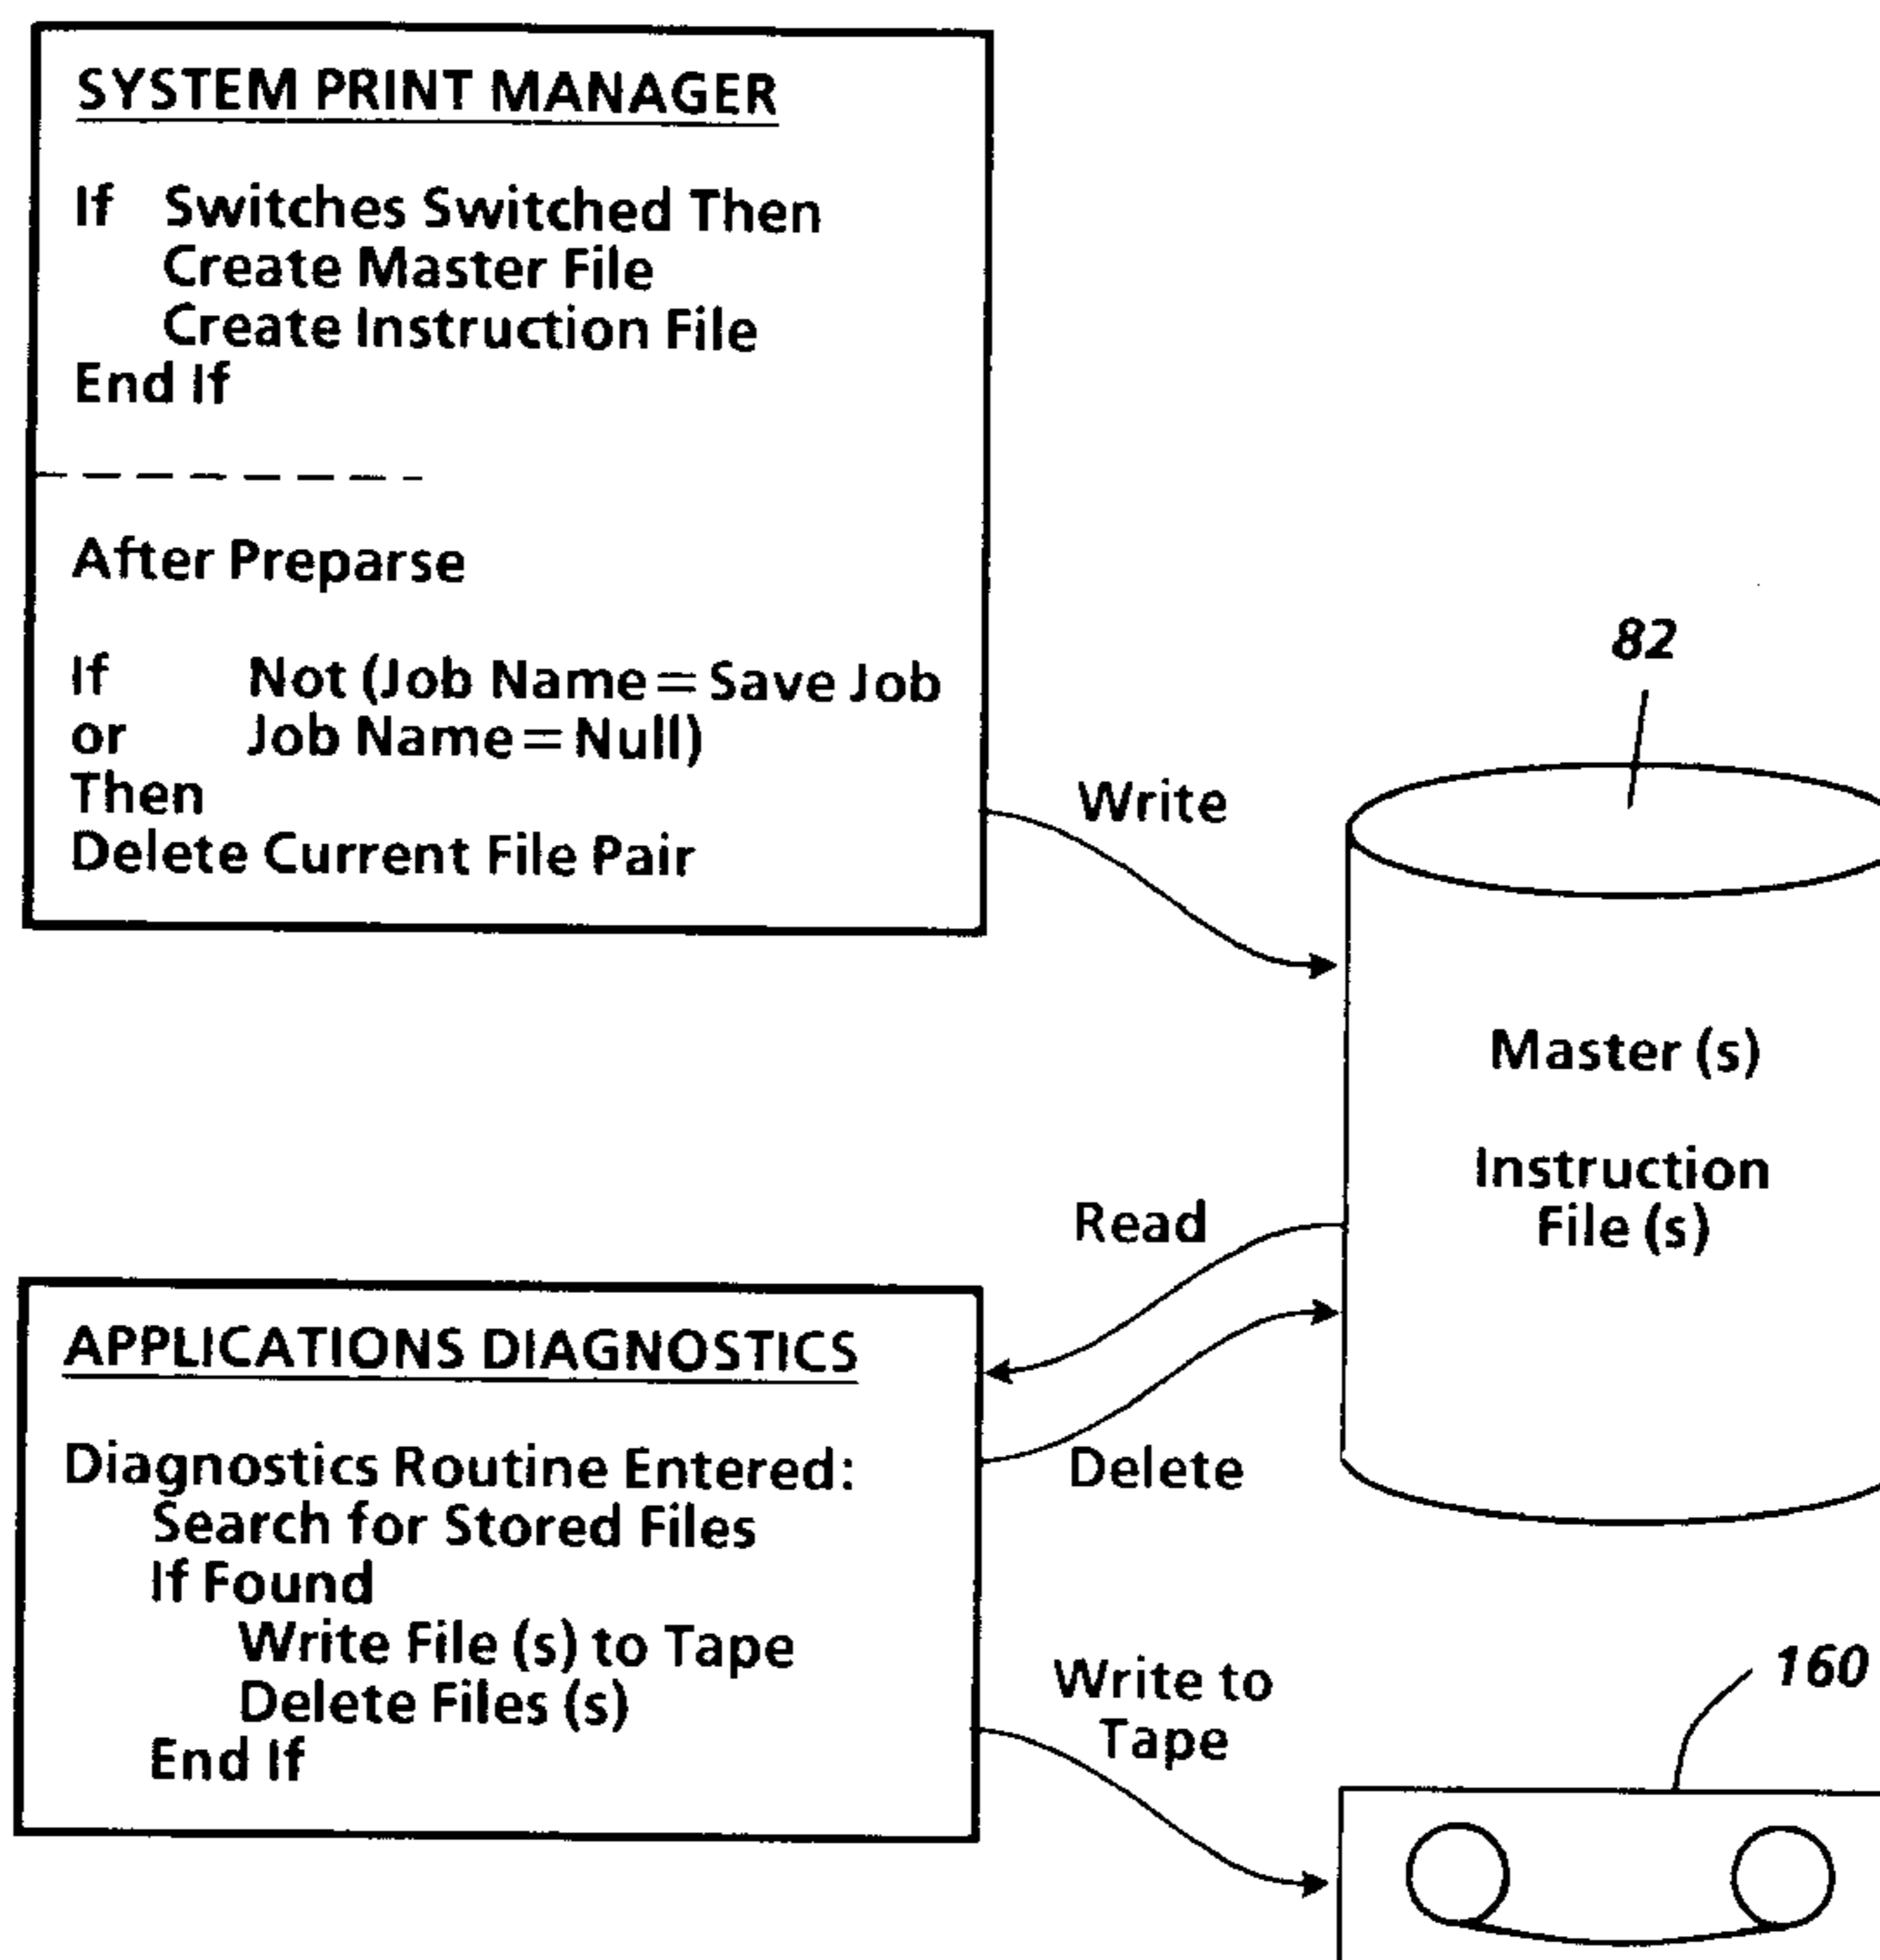 SYSTEM PRINT MANAGER
If Switches Switched Then
Create Master File
Create Instruction File
End If
After Preparse
If Not (Job Name = Save Job
or Job Name = Null)
Then
Delete Current File Pair
Write
82
Master (s)
Instruction
File (s)
Read
Delete
APPLICATIONS DIAGNOSTICS
Diagnostics Routine Entered:
Search for Stored Files
If Found
Write File (s) to Tape
Delete Files (s)
End If
Write to
Tape
160